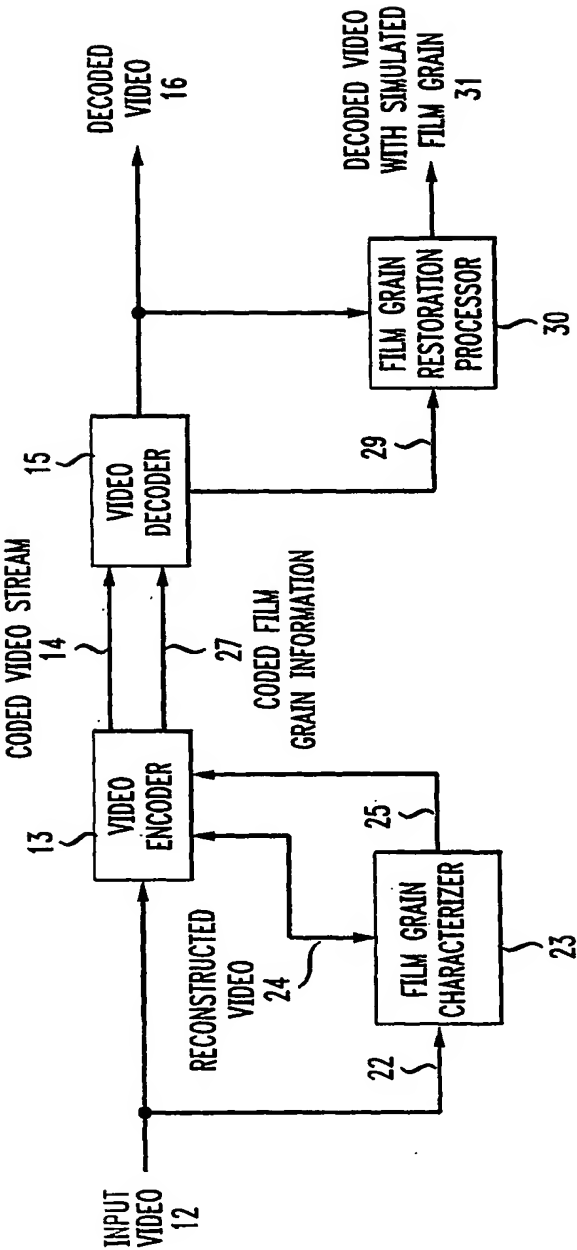 INPUT
VIDEO
12
22
FILM GRAIN
CHARACTERIZER
23
RECONSTRUCTED
VIDEO
24
25
13
VIDEO
ENCODER
CODED VIDEO STREAM
14
27
CODED FILM
GRAIN INFORMATION
15
VIDEO
DECODER
29
DECODED
VIDEO
16
FILM GRAIN
RESTORATION
PROCESSOR
30
DECODED VIDEO
WITH SIMULATED
FILM GRAIN
31